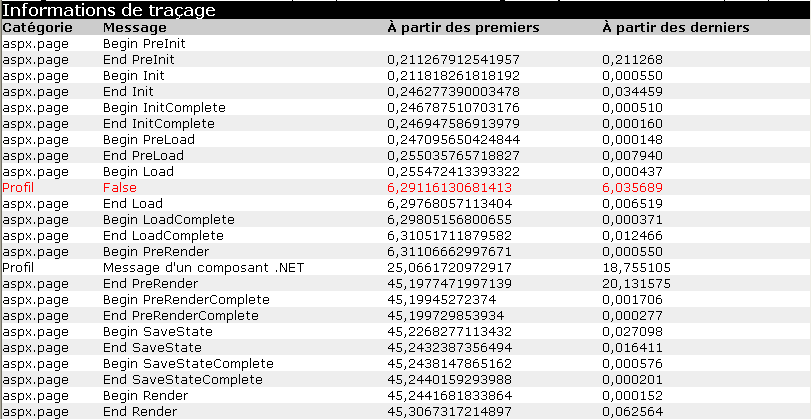 Informations de traçage
Catégorie Message À partir des premiers À partir des derniers
aspx.page Begin PreInit
aspx.page End PreInit 0,211267912541957 0,211268
aspx.page Begin Init 0,211818261818192 0,000550
aspx.page End Init 0,246277390003478 0,034459
aspx.page Begin InitComplete 0,246787510703176 0,000510
aspx.page End InitComplete 0,246947586913979 0,000160
aspx.page Begin PreLoad 0,247095650424844 0,000148
aspx.page End PreLoad 0,255035765718827 0,007940
aspx.page Begin Load 0,255472413393322 0,000437
Profil False 6,29116130681413 6,035689
aspx.page End Load 6,29768057113404 0,006519
aspx.page Begin LoadComplete 6,29805156800655 0,000371
aspx.page End LoadComplete 6,31051711879582 0,012466
aspx.page Begin PreRender 6,31106662997671 0,000550
Profil Message d'un composant .NET 25,0661720972917 18,755105
aspx.page End PreRender 45,1977471997139 20,131575
aspx.page Begin PreRenderComplete 45,19945272374 0,001706
aspx.page End PreRenderComplete 45,199729853934 0,000277
aspx.page Begin SaveState 45,2268277113432 0,027098
aspx.page End SaveState 45,2432387356494 0,016411
aspx.page Begin SaveStateComplete 45,2438147865162 0,000576
aspx.page End SaveStateComplete 45,2440159293988 0,000201
aspx.page Begin Render 45,2441681833864 0,000152
aspx.page End Render 45,3067317214897 0,062564